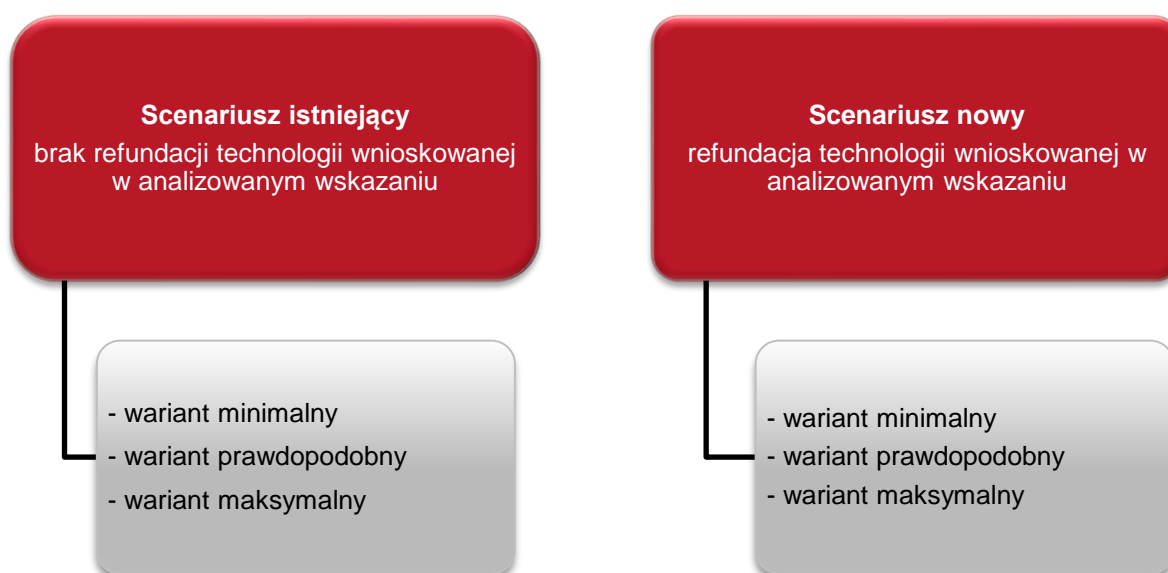 Scenariusz istniejący
brak refundacji technologii wnioskowanej
w analizowanym wskazaniu
- wariant minimalny
- wariant prawdopodobny
- wariant maksymalny
Scenariusz nowy
refundacja technologii wnioskowanej w
analizowanym wskazaniu
- wariant minimalny
- wariant prawdopodobny
- wariant maksymalny